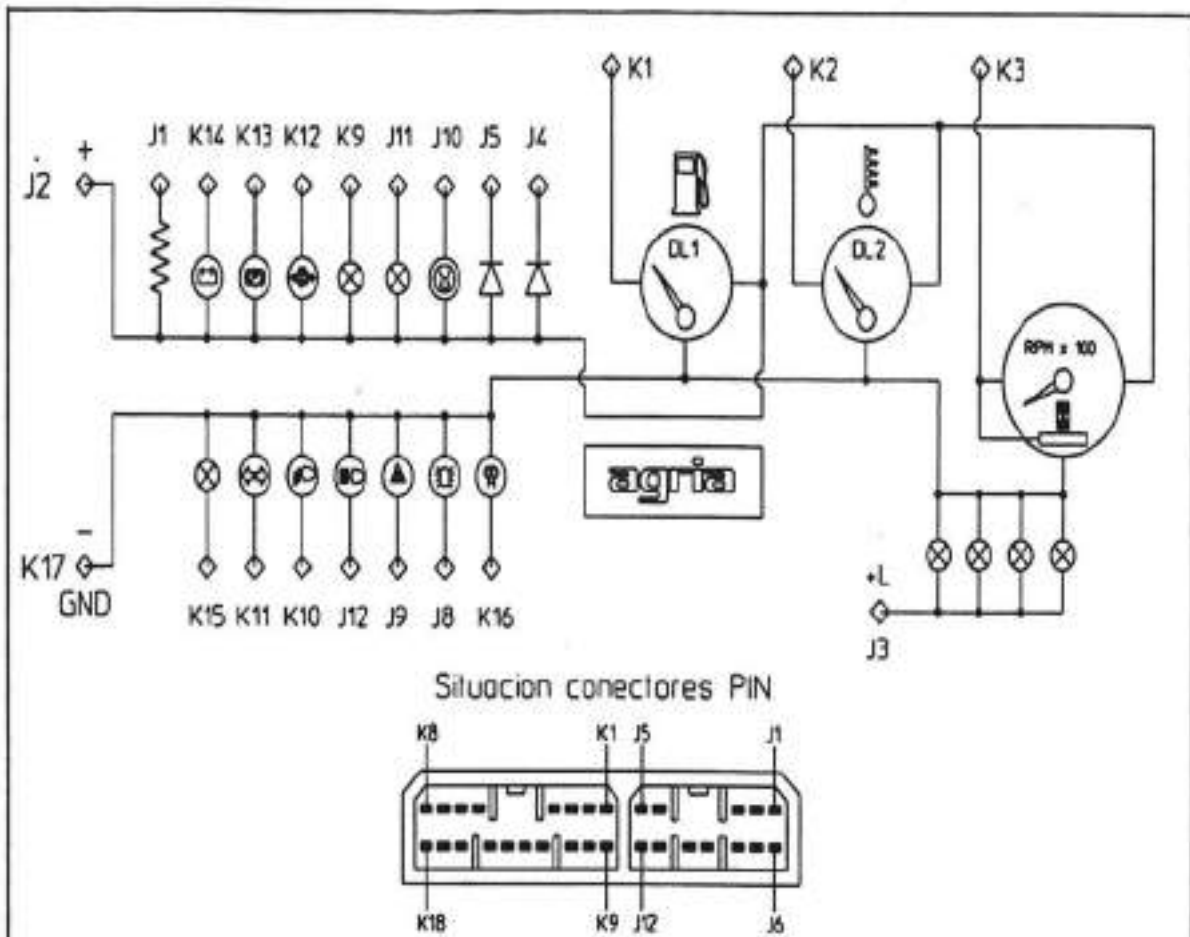 K1 K2 K3
J1 K14 K13 K12 K9 J11 J10 J5 J4
+
J2
DL1 DL2
RPM x 100
agria
-
K17
GND
K15 K11 K10 J12 J9 J8 K16
+L
J3
Situacion conectores PIN
K8 K1 J5 J1
K18 K9 J12 J6